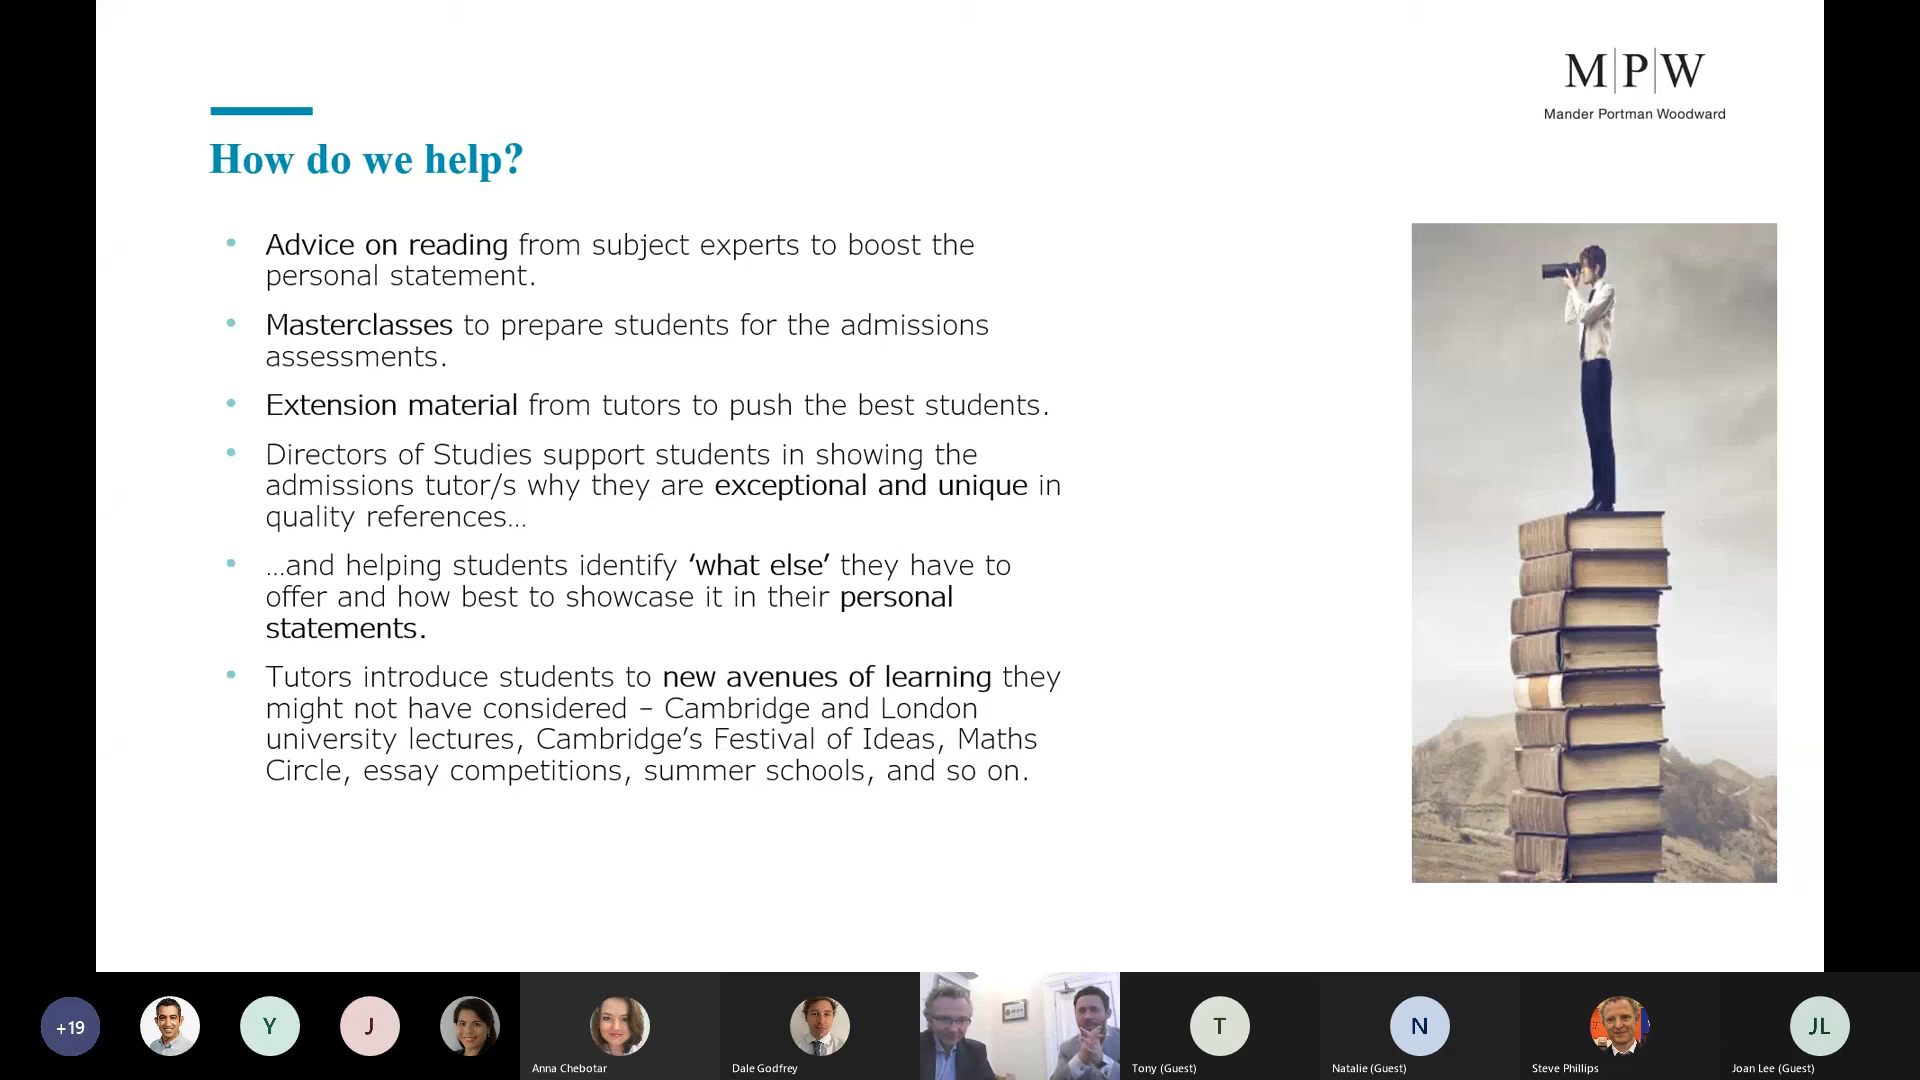 M|P|W
Mander Portman Woodward
How do we help?
• Advice on reading from subject experts to boost the
personal statement.
• Masterclasses to prepare students for the admissions
assessments.
• Extension material from tutors to push the best students.
• Directors of Studies support students in showing the
admissions tutor/s why they are exceptional and unique in
quality references…
• …and helping students identify ‘what else’ they have to
offer and how best to showcase it in their personal
statements.
• Tutors introduce students to new avenues of learning they
might not have considered – Cambridge and London
university lectures, Cambridge’s Festival of Ideas, Maths
Circle, essay competitions, summer schools, and so on.
+19
Y
J
T
N
JL
Anna Chebotar
Dale Godfrey
Tony (Guest)
Natalie (Guest)
Steve Phillips
Joan Lee (Guest)